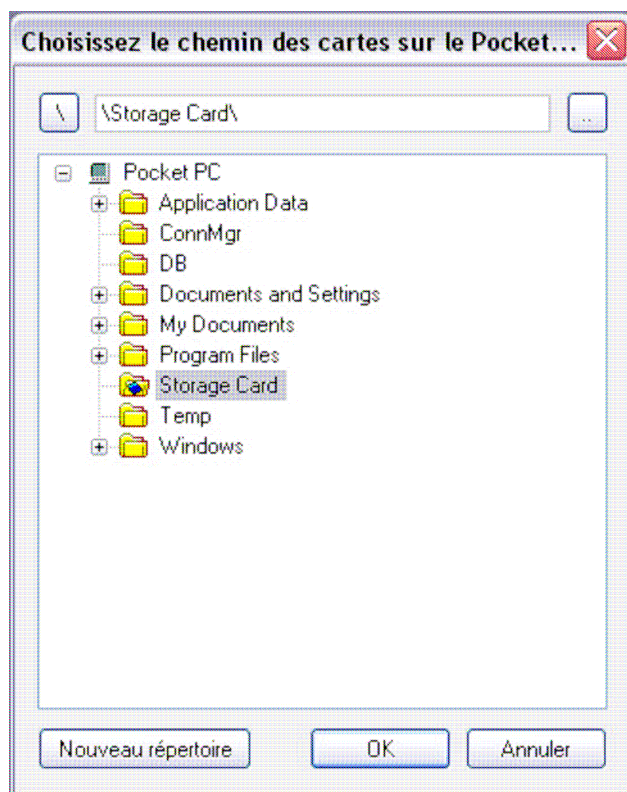 Choisissez le chemin des cartes sur le Pocket...
\ \Storage Card\ ..
Pocket PC
Application Data
ConnMgr
DB
Documents and Settings
My Documents
Program Files
Storage Card
Temp
Windows
Nouveau répertoire OK Annuler